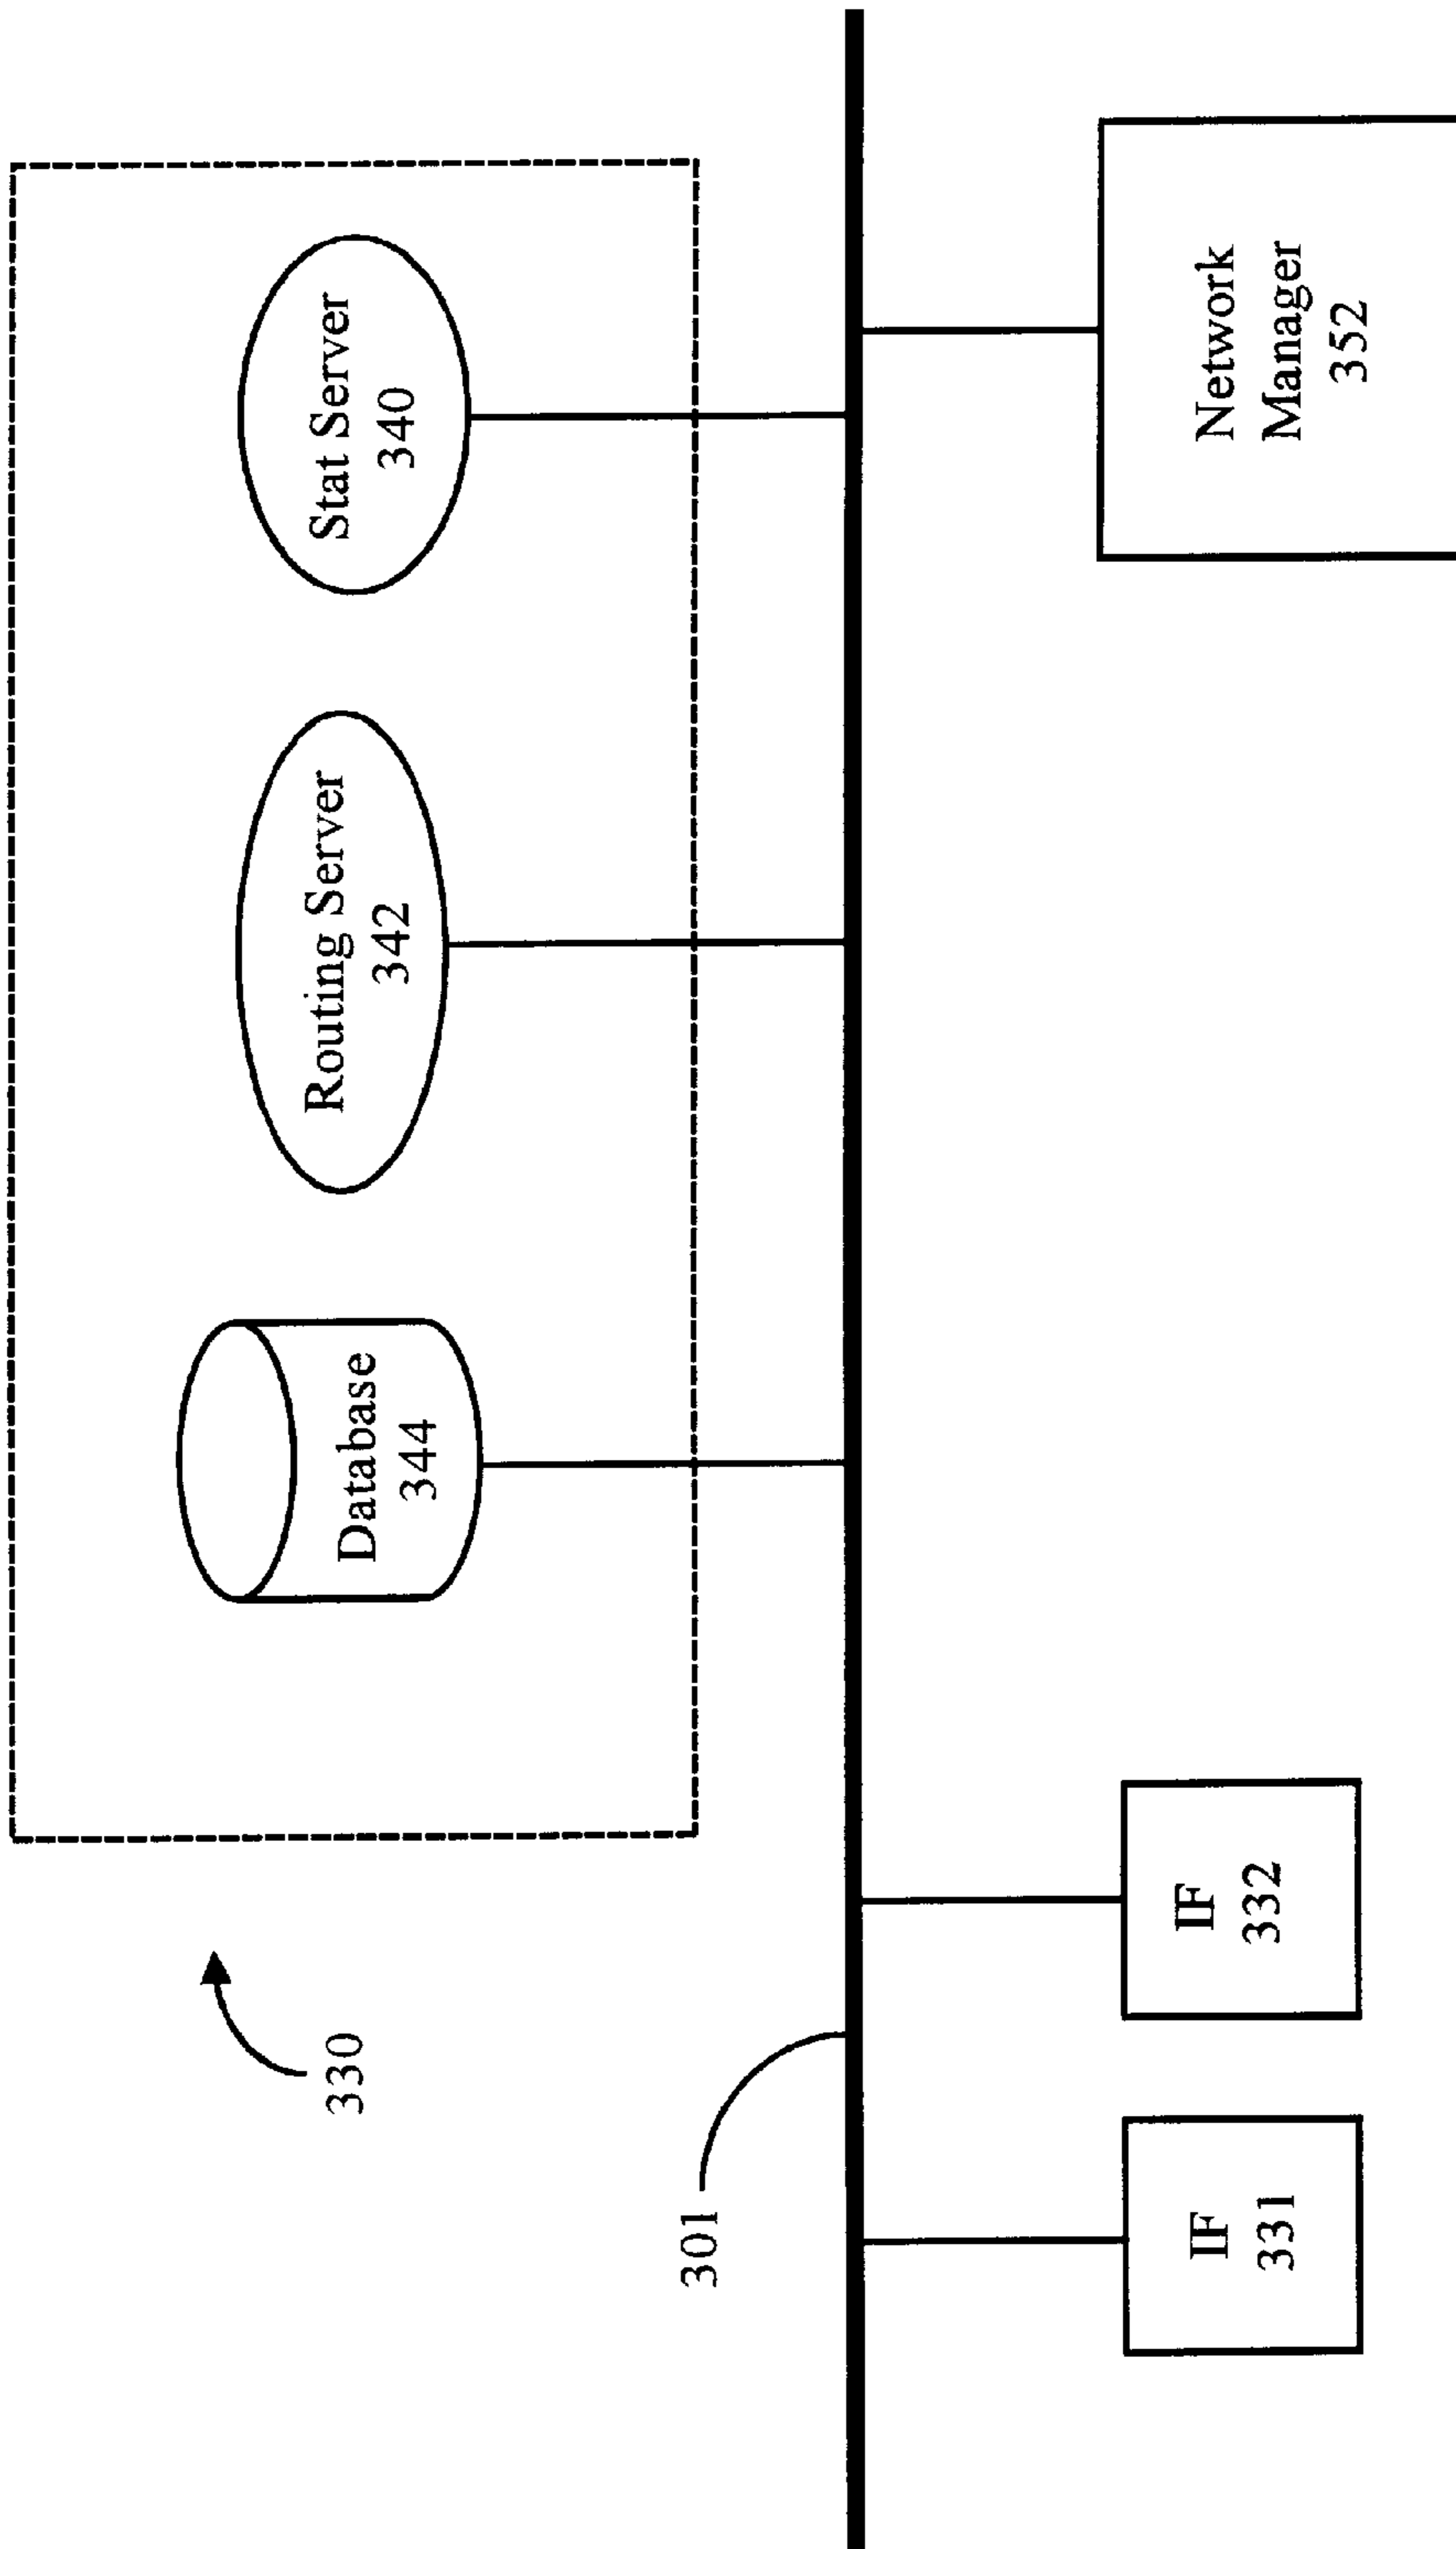 330
Database
344
Routing Server
342
Stat Server
340
301
IF
331
IF
332
Network
Manager
352